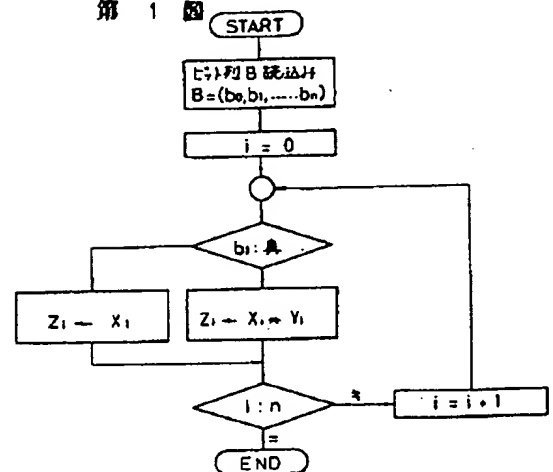 第 1 図
START
ビット列 B 読込み
B=(b0,b1,.....bn)
i = 0
bi:真
Zi ← Xi
Zi ← Xi * Yi
i:n
≠
i = i + 1
=
END